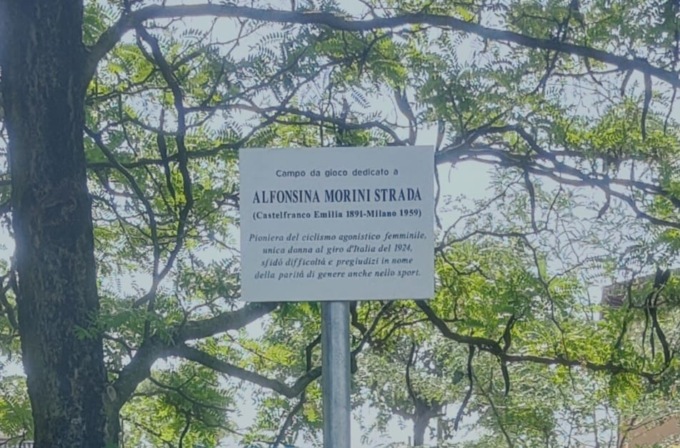 Campo da gioco dedicato a
ALFONSINA MORINI STRADA
(Castelfranco Emilia 1891-Milano 1959)
Pioniera del ciclismo agonistico femminile,
unica donna al giro d'Italia del 1924,
sfidò difficoltà e pregiudizi in nome
della parità di genere anche nello sport.